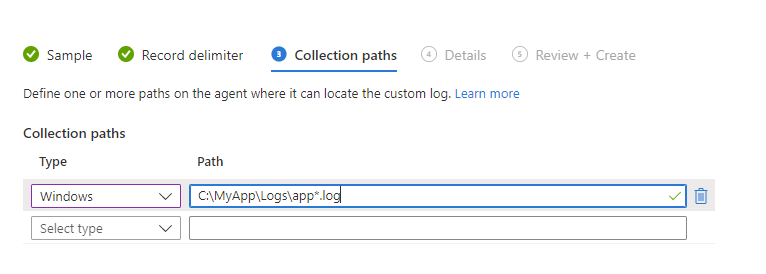 Sample Record delimiter 3 Collection paths 4 Details 5 Review + Create
Define one or more paths on the agent where it can locate the custom log. Learn more
Collection paths
Type Path
Windows C:\MyApp\Logs\app*.log
Select type